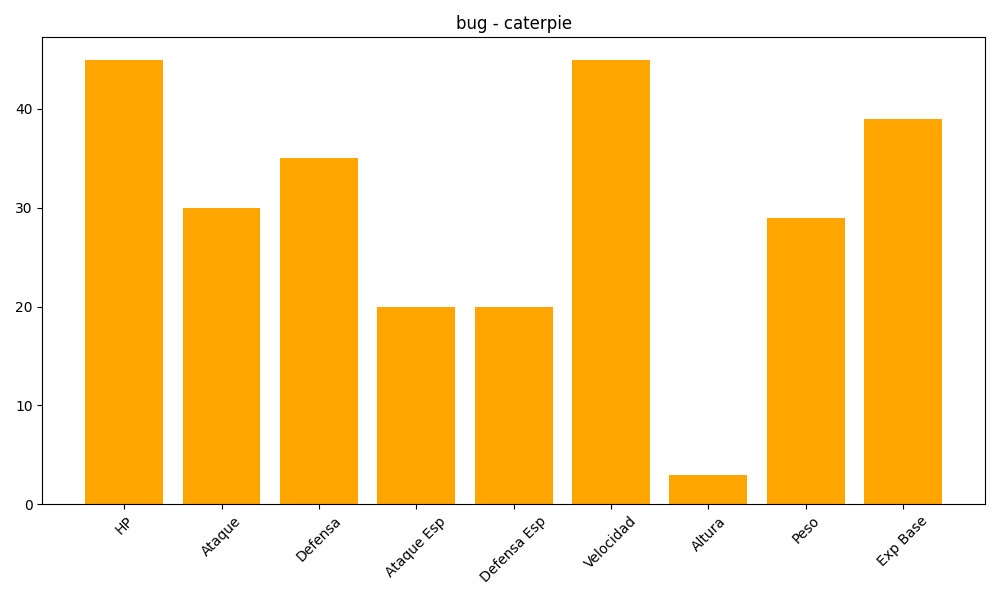 bug - caterpie
40
30
20
10
0
HP
Ataque
Defensa
Ataque Esp
Defensa Esp
Velocidad
Altura
Peso
Exp Base